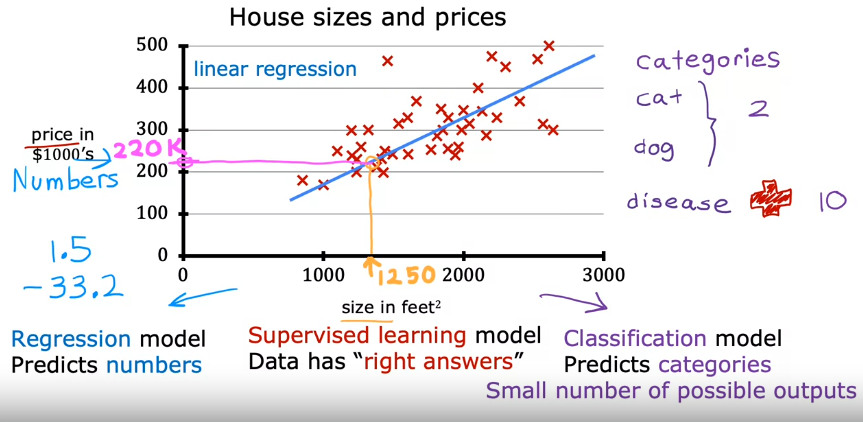 House sizes and prices
500
400
300
200
100
0
linear regression
price in
$1000's
220K
Numbers
1.5
-33.2
0
1000
2000
3000
1250
size in feet²
categories
cat
dog
2
disease
10
Regression model
Predicts numbers
Supervised learning model
Data has “right answers”
Classification model
Predicts categories
Small number of possible outputs